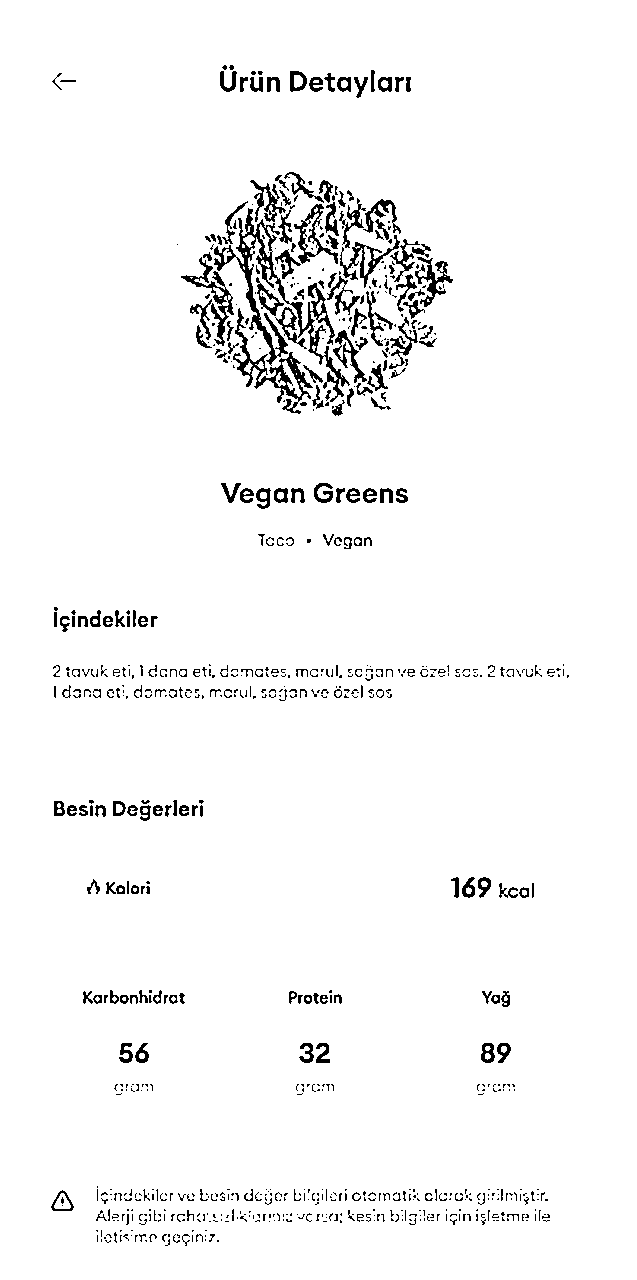 Ürün Detayları
Vegan Greens
Taco • Vegan
İçindekiler
2 tavuk eti, 1 dana eti, domates, marul, soğan ve özel sos. 2 tavuk eti,
1 dana eti, domates, marul, soğan ve özel sos
Besin Değerleri
Kalori 169 kcal
Karbonhidrat Protein Yağ
56 32 89
gram gram gram
İçindekiler ve besin değer bilgileri otomatik olarak girilmiştir.
Alerji gibi rahatsızlıklarınız varsa; kesin bilgiler için işletme ile
iletişime geçiniz.